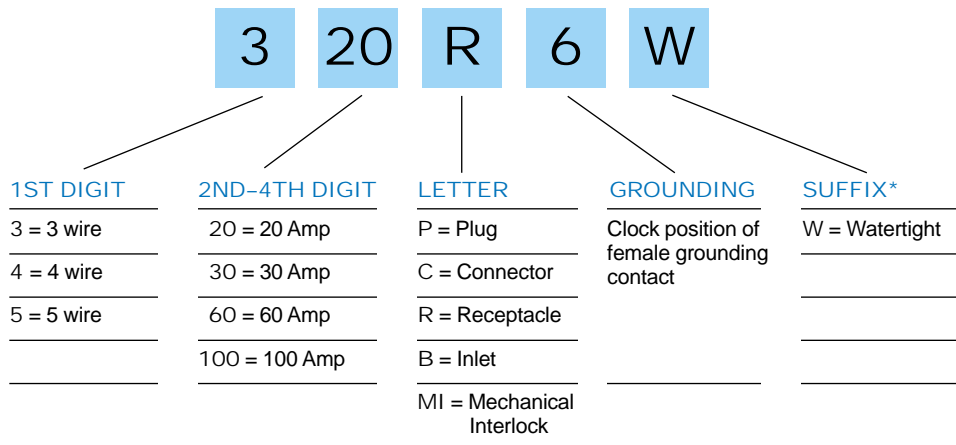 3 20 R 6 W
1ST DIGIT
3 = 3 wire
4 = 4 wire
5 = 5 wire
2ND–4TH DIGIT
20 = 20 Amp
30 = 30 Amp
60 = 60 Amp
100 = 100 Amp
LETTER
P = Plug
C = Connector
R = Receptacle
B = Inlet
MI = Mechanical
Interlock
GROUNDING
Clock position of
female grounding
contact
SUFFIX*
W = Watertight